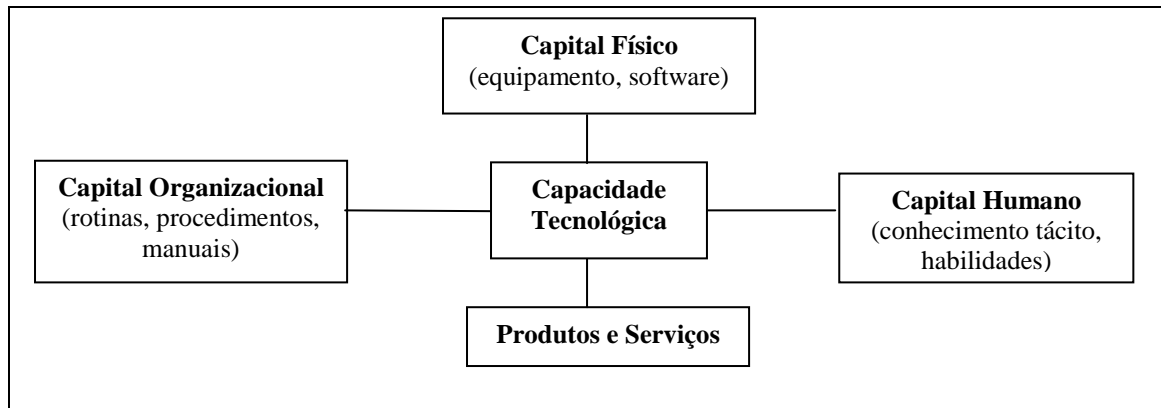 Capital Físico
(equipamento, software)
Capital Organizacional
(rotinas, procedimentos,
manuais)
Capacidade
Tecnológica
Capital Humano
(conhecimento tácito,
habilidades)
Produtos e Serviços